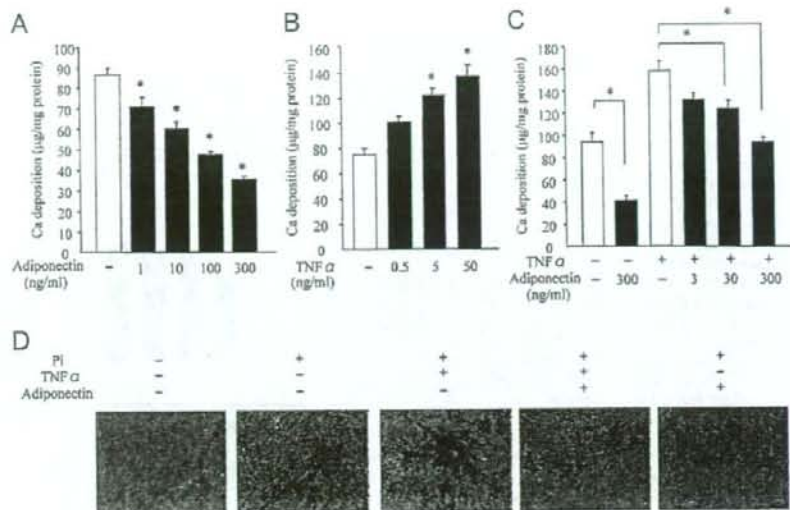 A
Ca deposition (µg/mg protein)
100
90
80
70
60
50
40
30
20
10
0
* * * *
Adiponectin
(ng/ml)
– 1 10 100 300
B
Ca deposition (µg/mg protein)
160
140
120
100
80
60
40
20
0
* *
TNF α
(ng/ml)
– 0.5 5 50
C
Ca deposition (µg/mg protein)
180
160
140
120
100
80
60
40
20
0
* * *
TNF α – – + + + +
Adiponectin – 300 – 3 30 300
(ng/ml)
D
Pi – + + + +
TNF α – – + + –
Adiponectin – – – + +